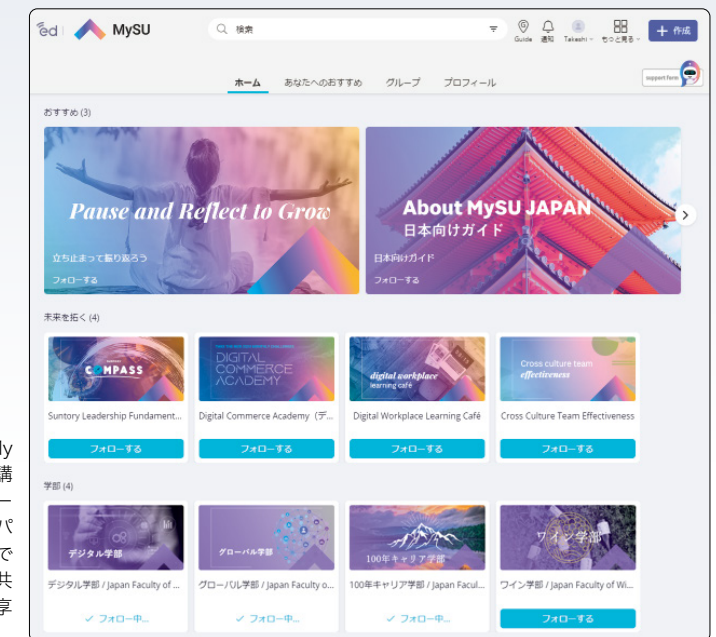 ed MySU
検索
Guide 通知 Takashi もっと見る ＋ 作成
ホーム あなたへのおすすめ グループ プロフィール
support form
おすすめ (3)
Pause and Reflect to Grow
立ち止まって振り返ろう
フォローする
About MySU JAPAN
日本向けガイド
日本向けガイド
フォローする
未来を拓く (4)
COMPASS
DIGITAL
COMMERCE
ACADEMY
digital workplace
learning café
Cross culture team
effectiveness
Suntory Leadership Fundament...
Digital Commerce Academy（デ...
Digital Workplace Learning Café
Cross Culture Team Effectiveness
フォローする フォローする フォローする フォローする
学部 (4)
デジタル学部
グローバル学部
100年キャリア学部
ワイン学部
デジタル学部 / Japan Faculty of ...
グローバル学部 / Japan Faculty o...
100年キャリア学部 / Japan Facul...
ワイン学部 / Japan Faculty of Wi...
フォロー中... フォロー中... フォロー中... フォローする
ly
講
ー
パ
で
共
享